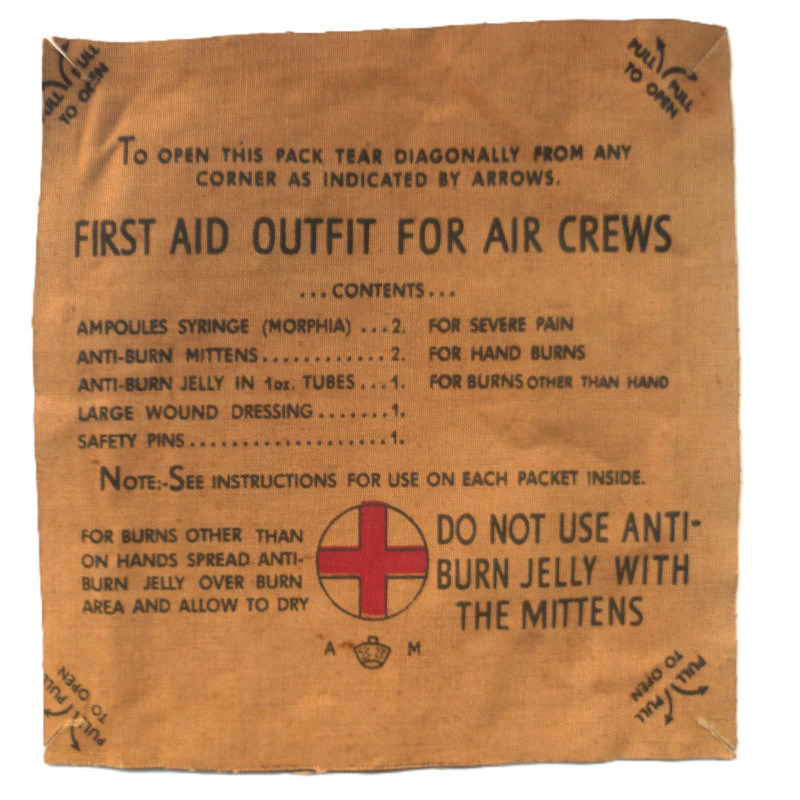 PULL PULL
TO OPEN
PULL PULL
TO OPEN
TO OPEN THIS PACK TEAR DIAGONALLY FROM ANY
CORNER AS INDICATED BY ARROWS.
FIRST AID OUTFIT FOR AIR CREWS
...CONTENTS...
AMPOULES SYRINGE (MORPHIA) ...2. FOR SEVERE PAIN
ANTI-BURN MITTENS.............2. FOR HAND BURNS
ANTI-BURN JELLY IN 1oz. TUBES...1. FOR BURNS OTHER THAN HAND
LARGE WOUND DRESSING.......1.
SAFETY PINS....................1.
NOTE:-SEE INSTRUCTIONS FOR USE ON EACH PACKET INSIDE.
FOR BURNS OTHER THAN
ON HANDS SPREAD ANTI-
BURN JELLY OVER BURN
AREA AND ALLOW TO DRY
DO NOT USE ANTI-
BURN JELLY WITH
THE MITTENS
A M
TO OPEN
PULL PULL
TO OPEN
PULL PULL